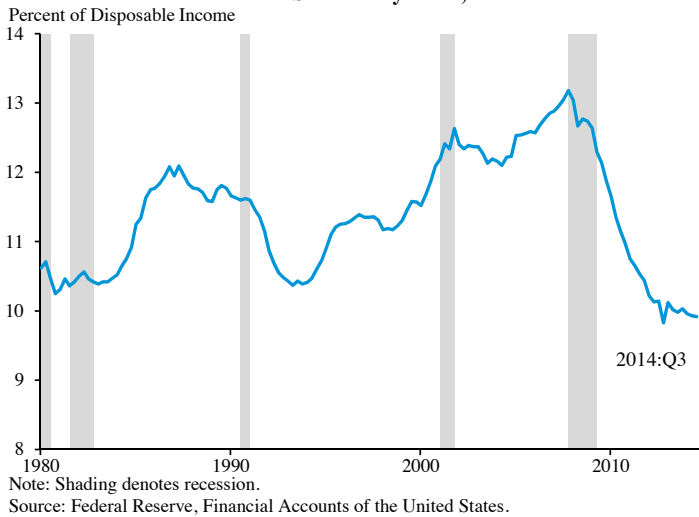 Percent of Disposable Income
14
13
12
11
10
9
8
2014:Q3
1980
1990
2000
2010
Note: Shading denotes recession.
Source: Federal Reserve, Financial Accounts of the United States.